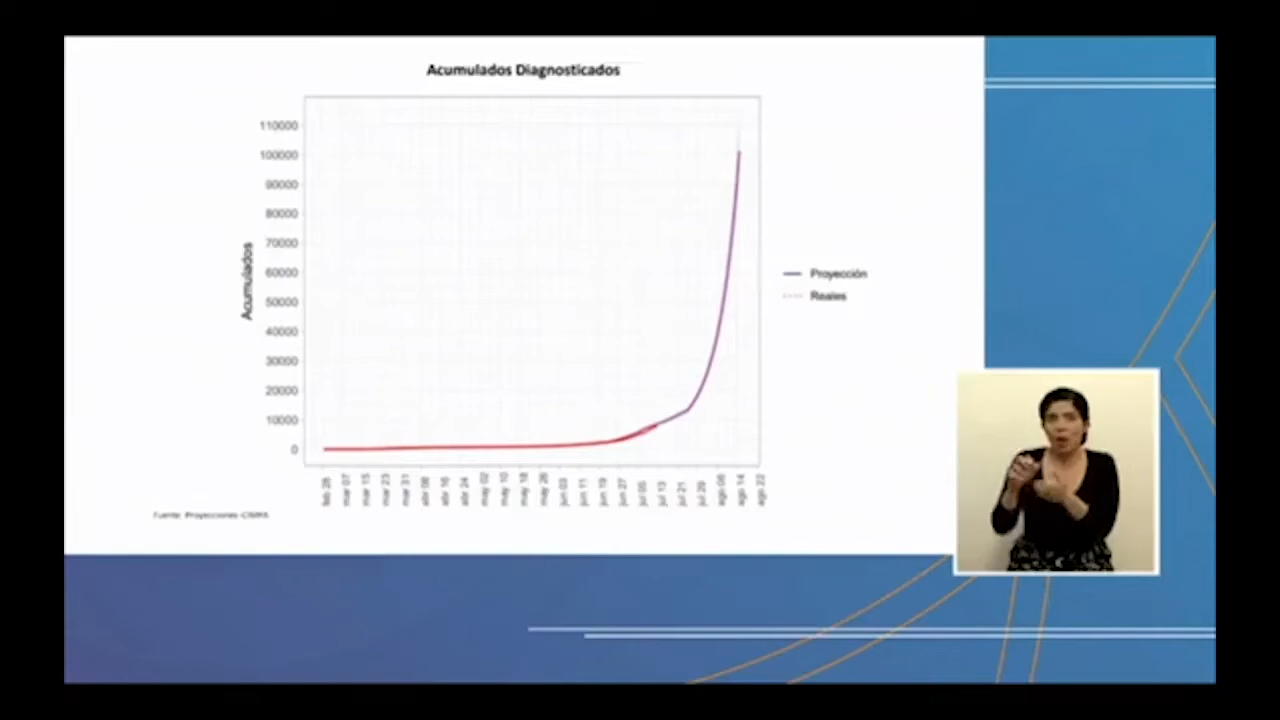 Acumulados Diagnosticados
Acumulados
110000
100000
90000
80000
70000
60000
50000
40000
30000
20000
10000
0
feb 28
mar 07
mar 15
mar 23
mar 31
abr 08
abr 16
abr 24
may 02
may 10
may 18
may 26
jun 03
jun 11
jun 19
jun 27
jul 05
jul 13
jul 21
jul 29
ago 06
ago 14
ago 22
Proyección
Reales
Fuente: Proyecciones